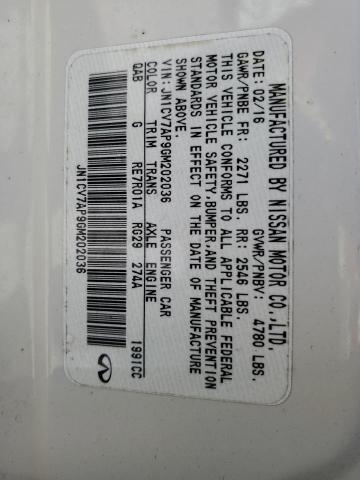 MANUFACTURED BY NISSAN MOTOR CO.,LTD.
DATE: 02/16 GVWR/PNBV: 4780 LBS.
GAWR/PNBE FR: 2271 LBS. RR: 2546 LBS.
THIS VEHICLE CONFORMS TO ALL APPLICABLE FEDERAL
MOTOR VEHICLE SAFETY,BUMPER,AND THEFT PREVENTION
STANDARDS IN EFFECT ON THE DATE OF MANUFACTURE
SHOWN ABOVE.
VIN: JN1CV7AP9GM202036 PASSENGER CAR
COLOR TRIM TRANS AXLE ENGINE
QAB G RE7R01A RG29 274A 1991CC
JN1CV7AP9GM202036